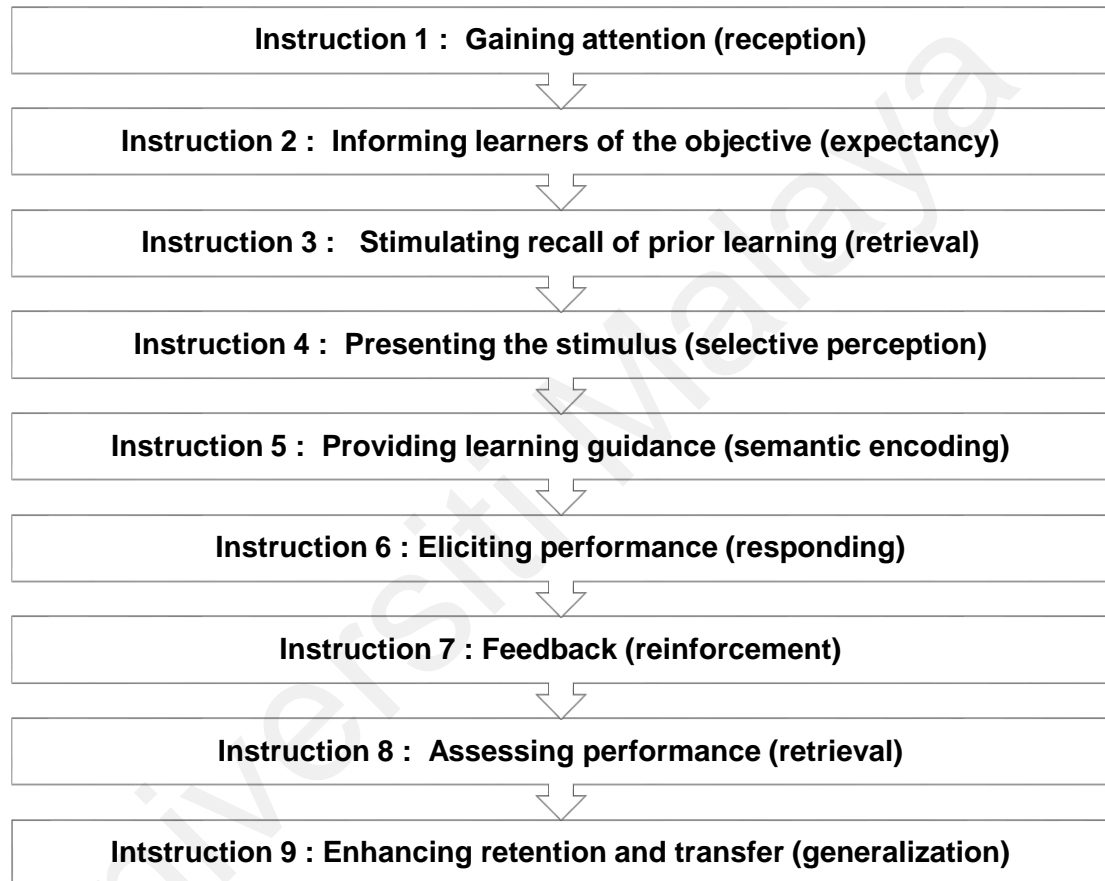 Instruction 1 : Gaining attention (reception)
Instruction 2 : Informing learners of the objective (expectancy)
Instruction 3 : Stimulating recall of prior learning (retrieval)
Instruction 4 : Presenting the stimulus (selective perception)
Instruction 5 : Providing learning guidance (semantic encoding)
Instruction 6 : Eliciting performance (responding)
Instruction 7 : Feedback (reinforcement)
Instruction 8 : Assessing performance (retrieval)
Intstruction 9 : Enhancing retention and transfer (generalization)
niversiti Malaya